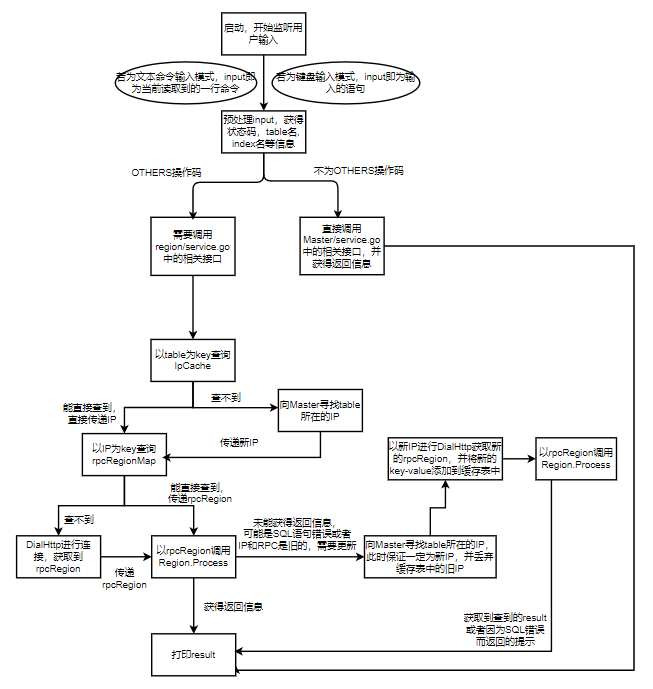 启动，开始监听用
户输入
若为文本命令输入模式，input即
为当前读取到的一行命令
若为键盘输入模式，input即为输
入的语句
预处理input，获得
状态码，table名，
index名等信息
OTHERS操作码
不为OTHERS操作码
需要调用
region/service.go
中的相关接口
直接调用
Master/service.go
中的相关接口，并
获得返回信息
以table为key查询
IpCache
能直接查到，
直接传递IP
查不到
向Master寻找table
所在的IP
传递新IP
以IP为key查询
rpcRegionMap
以新IP进行DialHttp获取新
的rpcRegion，并将新的
key-value添加到缓存表中
以rpcRegion调用
Region.Process
能直接查到，
传递rpcRegion
查不到
DialHttp进行连
接，获取到
rpcRegion
传递
rpcRegion
以rpcRegion调用
Region.Process
未能获得返回信息，
可能是SQL语句错误或者
IP和RPC是旧的，需要更新
向Master寻找table所在的IP，
此时保证一定为新IP，并丢弃
缓存表中的旧IP
获得返回信息
获取到查到的result
或者因为SQL错误
而返回的提示
打印result